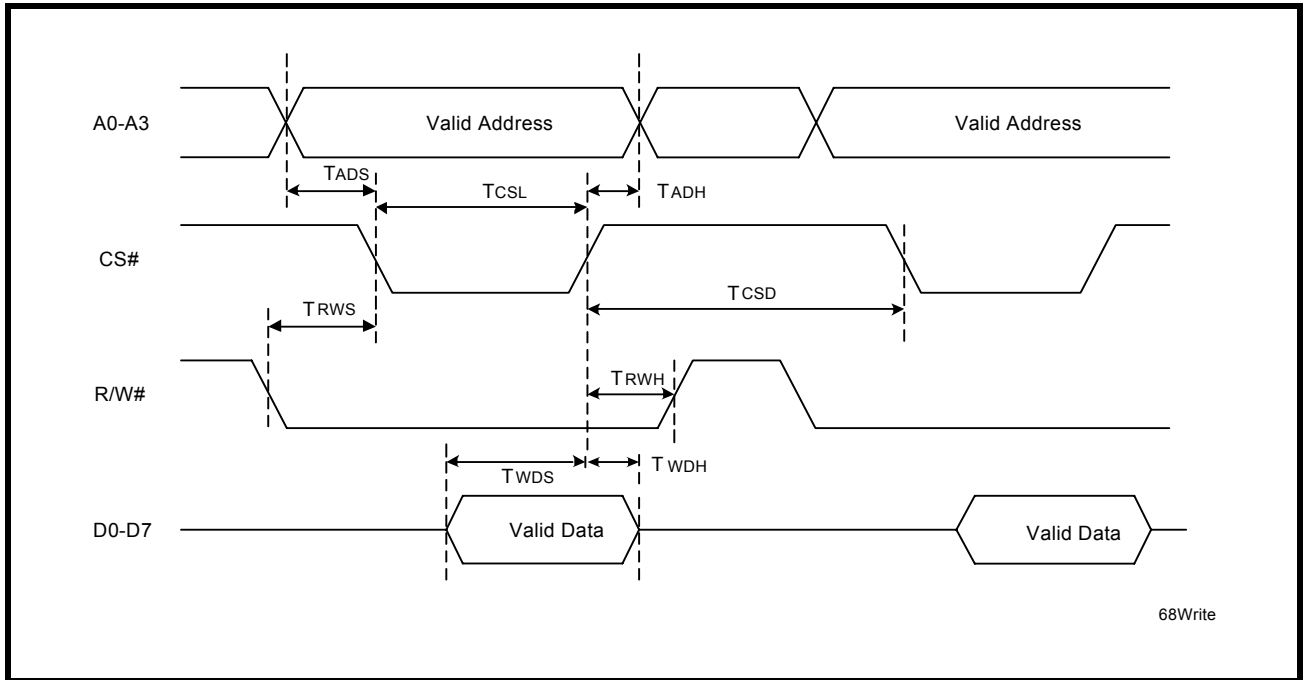 A0-A3
Valid Address
Valid Address
TADS
TCSL
TADH
CS#
TRWS
TCSD
R/W#
TRWH
TWDS
TWDH
D0-D7
Valid Data
Valid Data
68Write